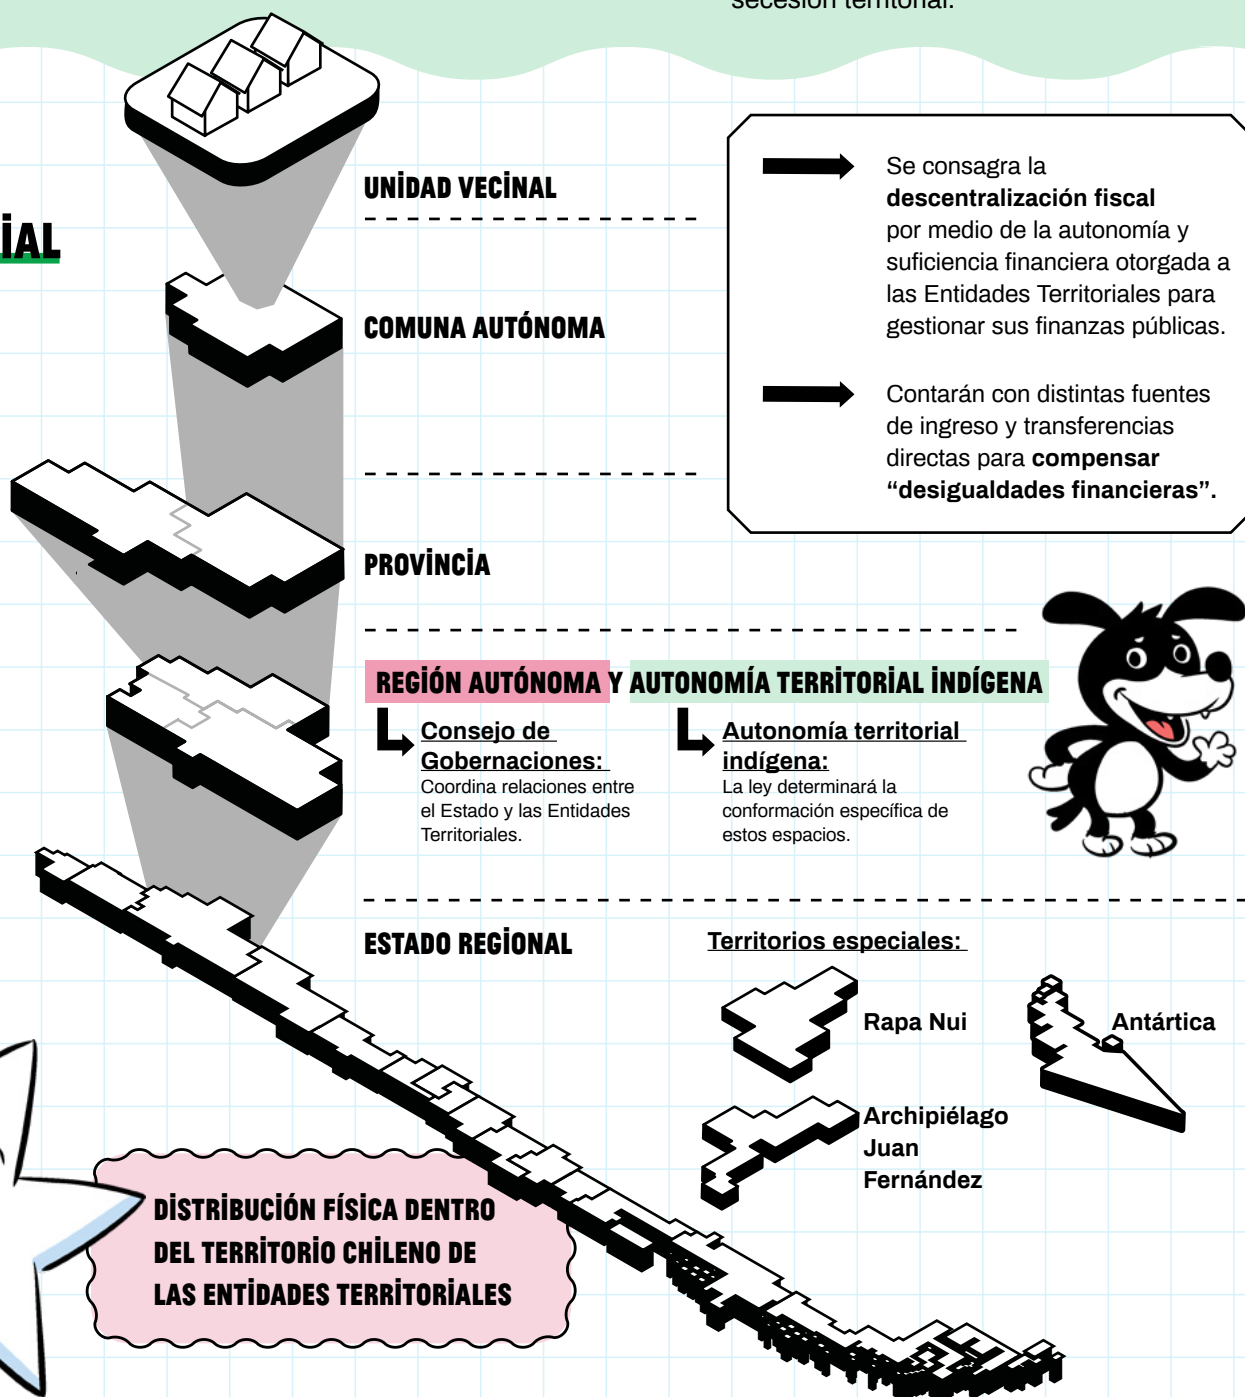 secesión territorial.
IAL
UNIDAD VECINAL
COMUNA AUTÓNOMA
PROVINCIA
Se consagra la
descentralización fiscal
por medio de la autonomía y
suficiencia financiera otorgada a
las Entidades Territoriales para
gestionar sus finanzas públicas.
Contarán con distintas fuentes
de ingreso y transferencias
directas para compensar
“desigualdades financieras”.
REGIÓN AUTÓNOMA Y AUTONOMÍA TERRITORIAL INDÍGENA
Consejo de
Gobernaciones:
Coordina relaciones entre
el Estado y las Entidades
Territoriales.
Autonomía territorial
indígena:
La ley determinará la
conformación específica de
estos espacios.
ESTADO REGIONAL
Territorios especiales:
Rapa Nui
Antártica
Archipiélago
Juan
Fernández
DISTRIBUCIÓN FÍSICA DENTRO
DEL TERRITORIO CHILENO DE
LAS ENTIDADES TERRITORIALES